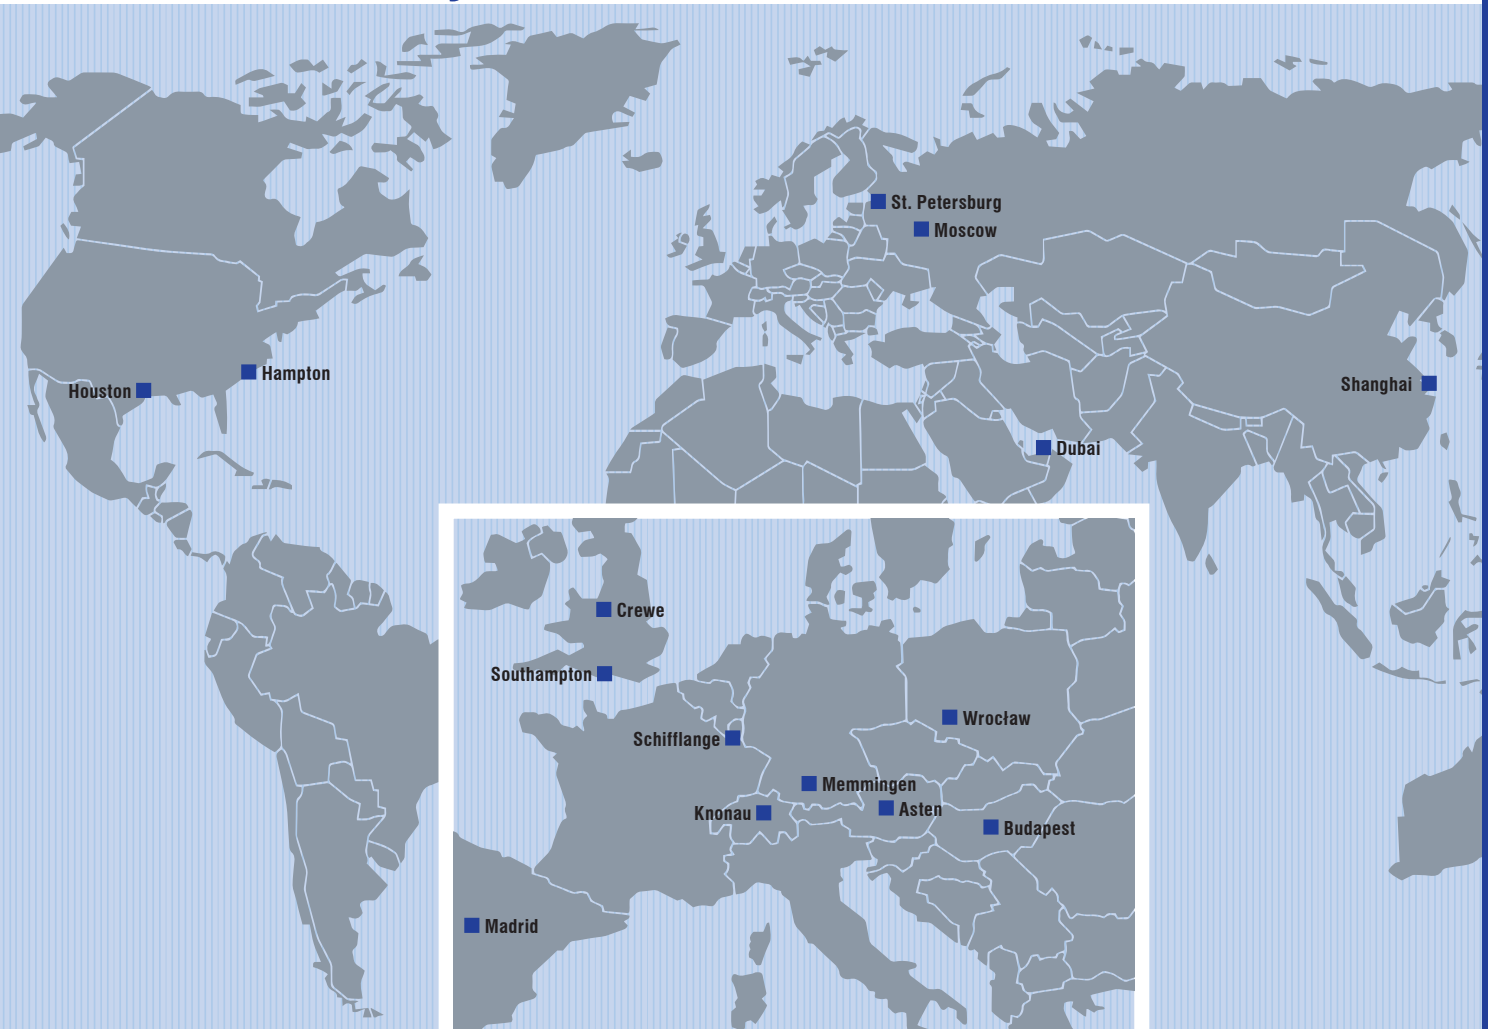 St. Petersburg
Moscow
Hampton
Houston
Shanghai
Dubai
Crewe
Southampton
Wrocław
Schifflange
Memmingen
Knonau
Asten
Budapest
Madrid